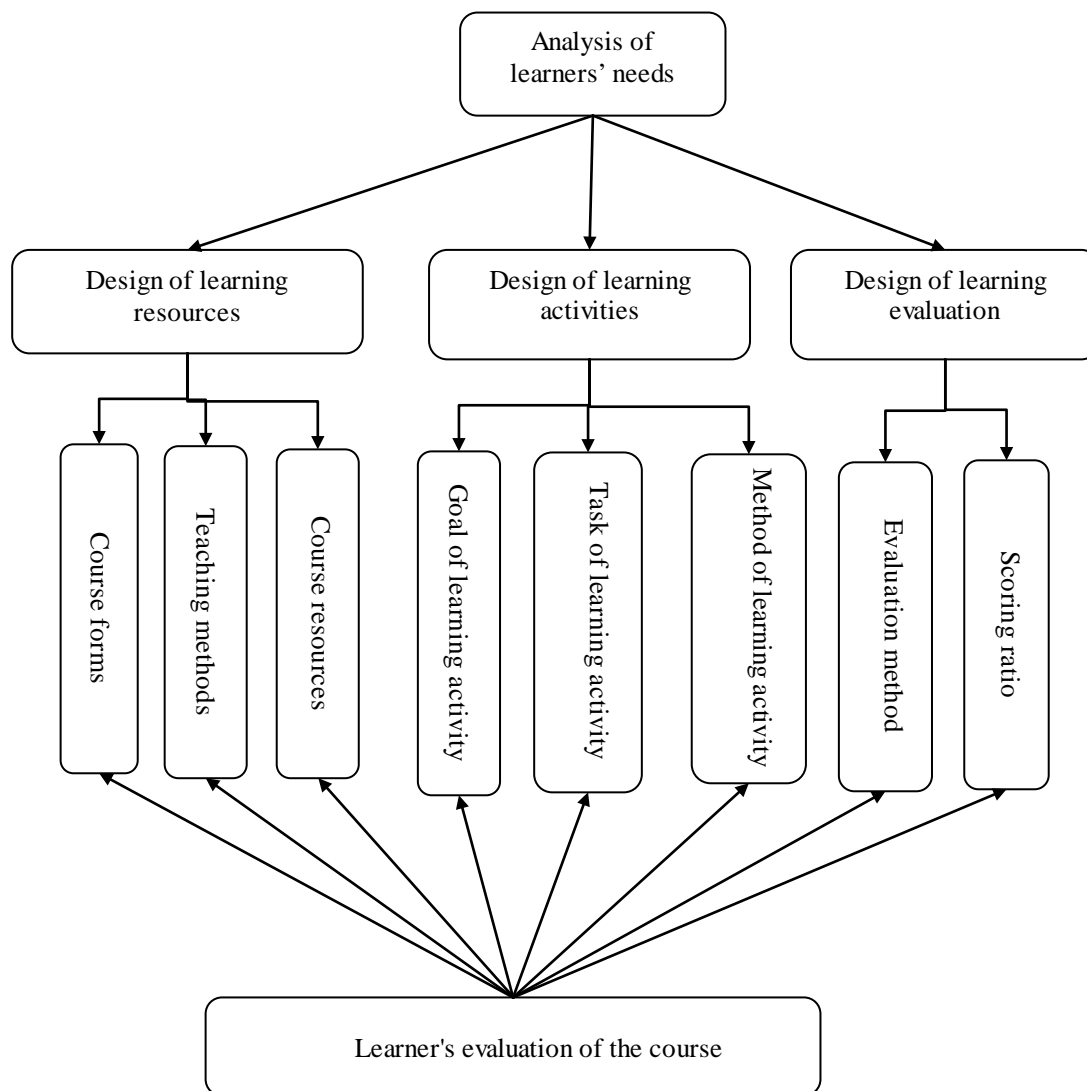 Analysis of
learners’ needs
Design of learning
resources
Design of learning
activities
Design of learning
evaluation
Course forms
Teaching methods
Course resources
Goal of learning activity
Task of learning activity
Method of learning activity
Evaluation method
Scoring ratio
Learner's evaluation of the course